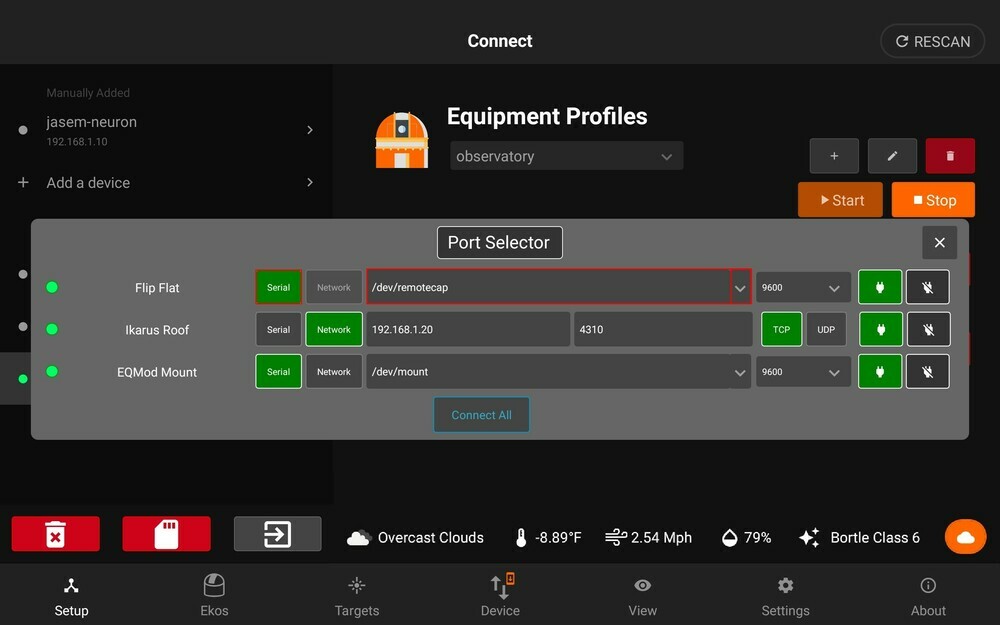 Connect
RESCAN
Manually Added
jasem-neuron
192.168.1.10
Add a device
Equipment Profiles
observatory
Start
Stop
Port Selector
Flip Flat
Serial
Network
/dev/remotecap
9600
Ikarus Roof
Serial
Network
192.168.1.20
4310
TCP
UDP
EQMod Mount
Serial
Network
/dev/mount
9600
Connect All
Overcast Clouds
-8.89°F
2.54 Mph
79%
Bortle Class 6
Setup
Ekos
Targets
Device
View
Settings
About